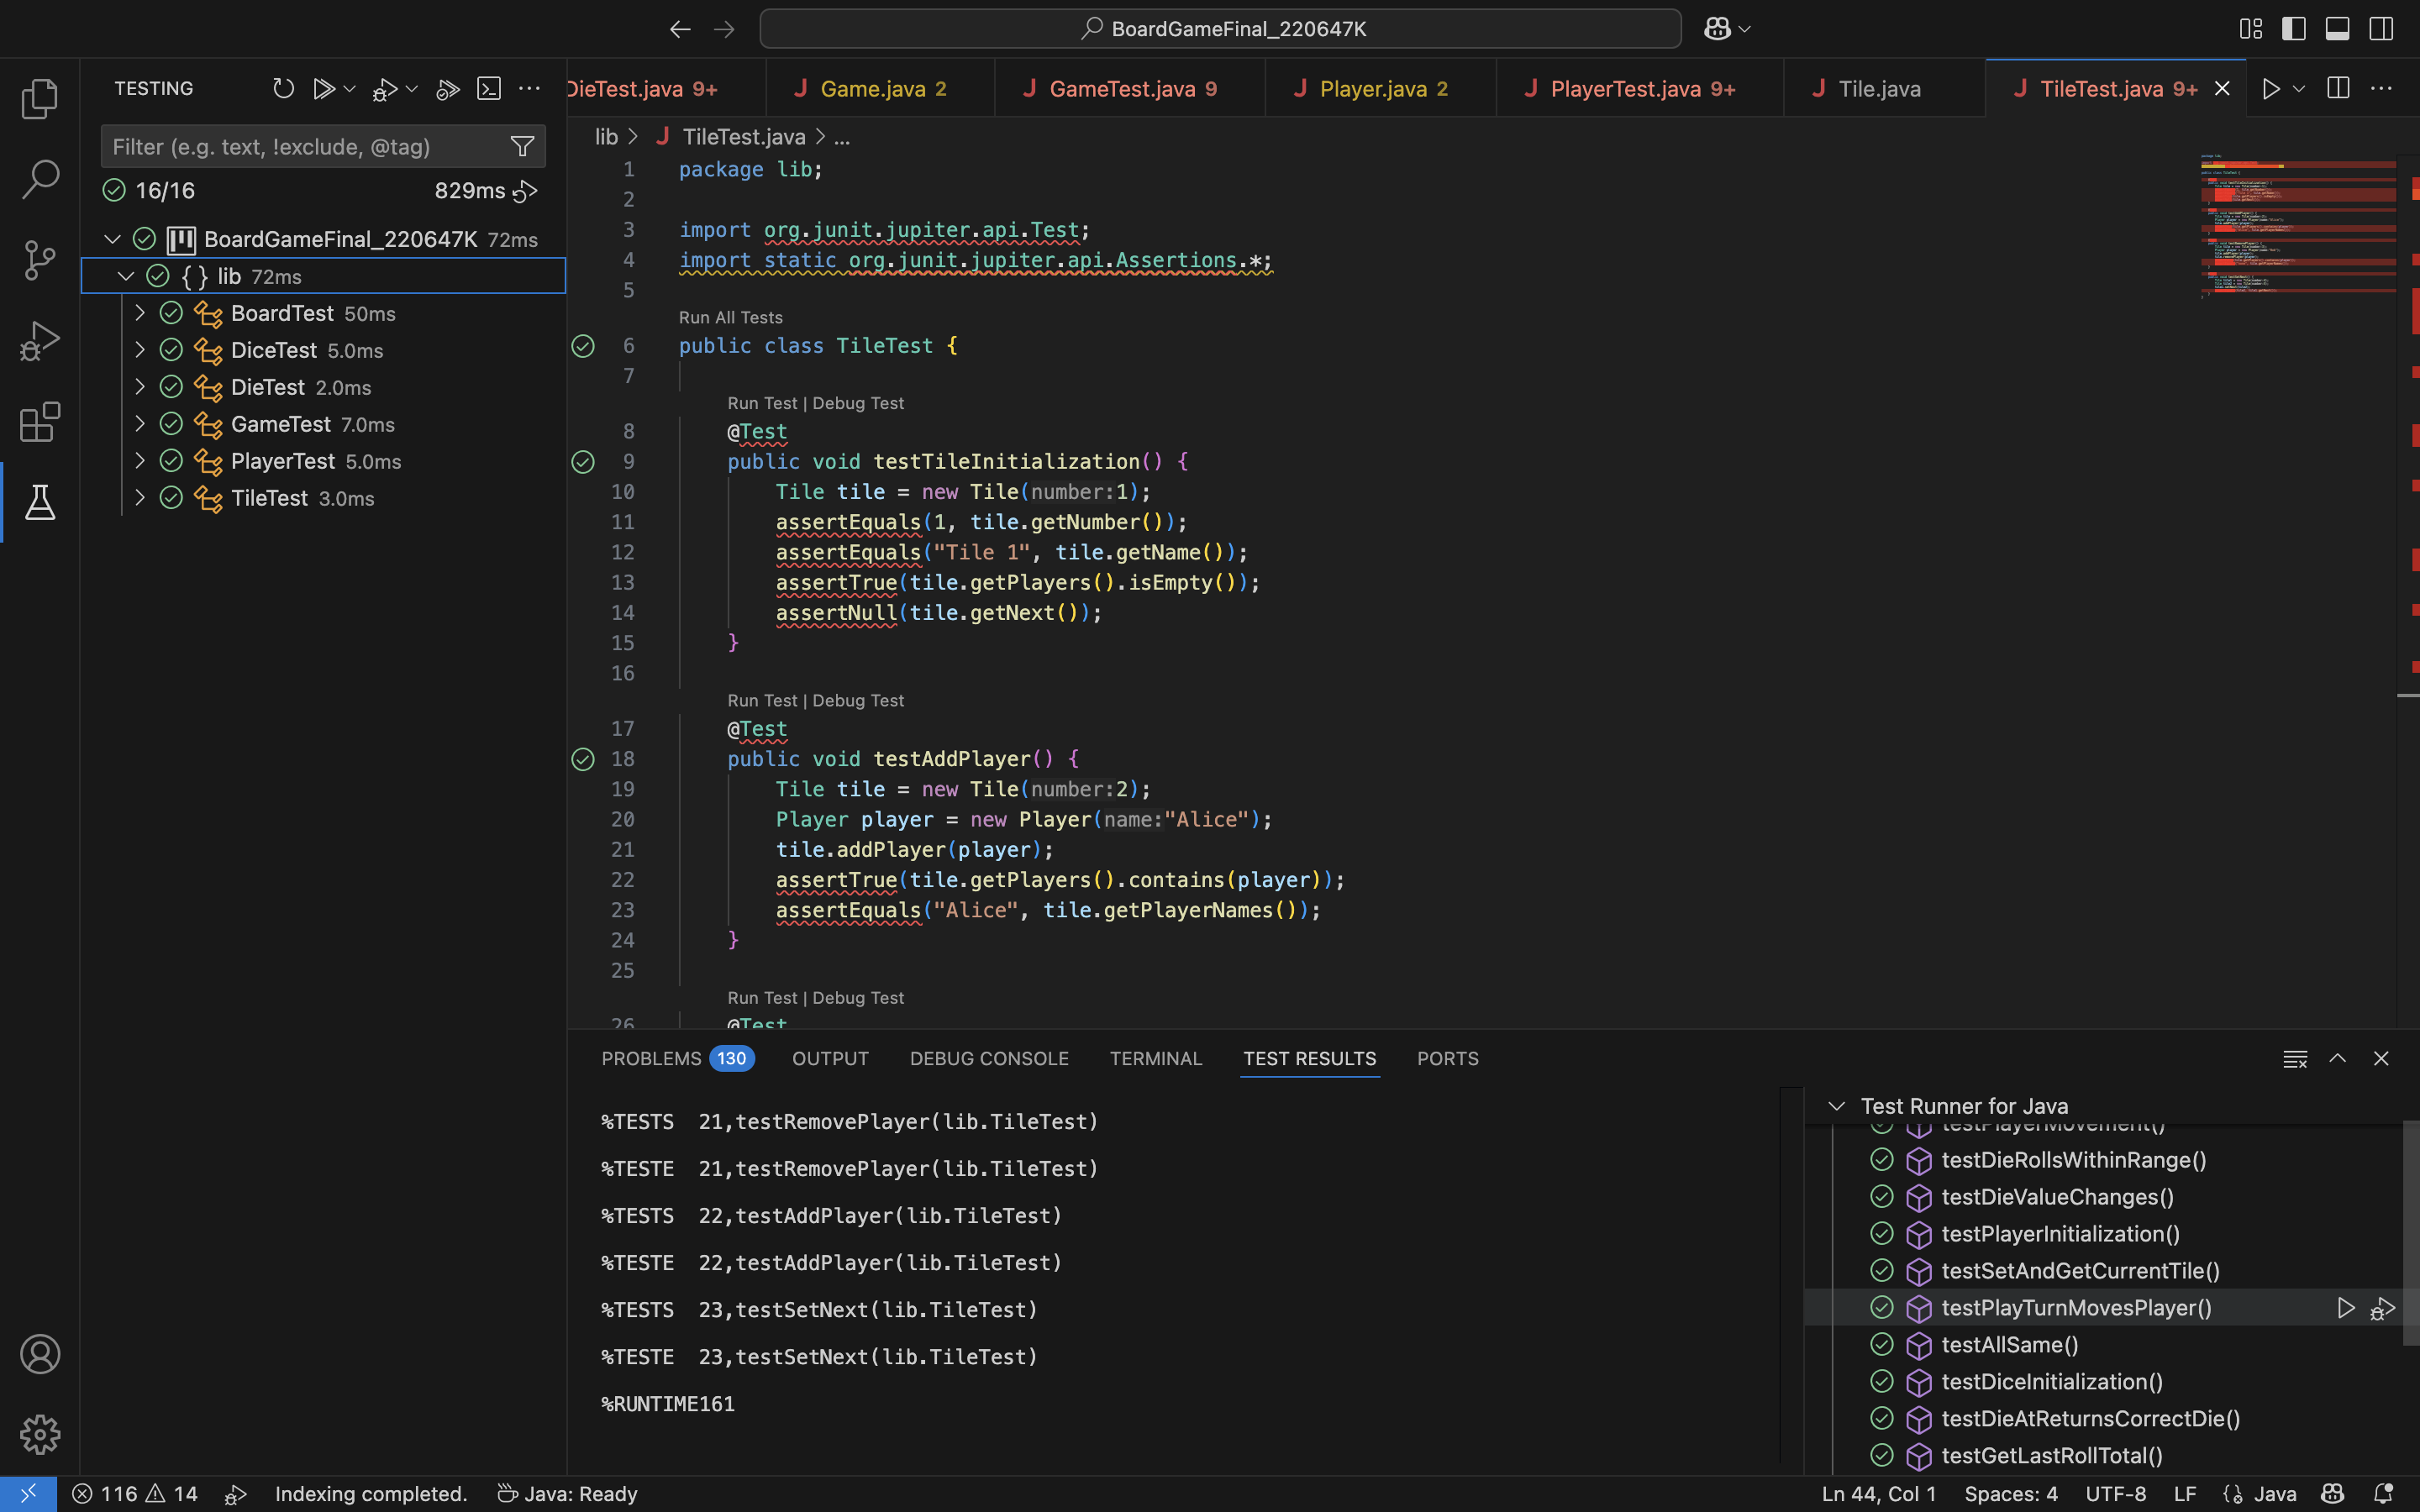 BoardGameFinal_220647K
TESTING
DieTest.java 9+
Game.java 2
GameTest.java 9
Player.java 2
PlayerTest.java 9+
Tile.java
TileTest.java 9+
Filter (e.g. text, !exclude, @tag)
16/16
829ms
BoardGameFinal_220647K 72ms
{} lib 72ms
BoardTest 50ms
DiceTest 5.0ms
DieTest 2.0ms
GameTest 7.0ms
PlayerTest 5.0ms
TileTest 3.0ms
lib > J TileTest.java > ...
1 package lib;
2
3 import org.junit.jupiter.api.Test;
4 import static org.junit.jupiter.api.Assertions.*;
5
Run All Tests
6 public class TileTest {
7
Run Test | Debug Test
8 @Test
9 public void testTileInitialization() {
10 Tile tile = new Tile(number:1);
11 assertEquals(1, tile.getNumber());
12 assertEquals("Tile 1", tile.getName());
13 assertTrue(tile.getPlayers().isEmpty());
14 assertNull(tile.getNext());
15 }
16
Run Test | Debug Test
17 @Test
18 public void testAddPlayer() {
19 Tile tile = new Tile(number:2);
20 Player player = new Player(name:"Alice");
21 tile.addPlayer(player);
22 assertTrue(tile.getPlayers().contains(player));
23 assertEquals("Alice", tile.getPlayerNames());
24 }
25
Run Test | Debug Test
26 @Test
PROBLEMS 130
OUTPUT
DEBUG CONSOLE
TERMINAL
TEST RESULTS
PORTS
%TESTS 21,testRemovePlayer(lib.TileTest)
%TESTE 21,testRemovePlayer(lib.TileTest)
%TESTS 22,testAddPlayer(lib.TileTest)
%TESTE 22,testAddPlayer(lib.TileTest)
%TESTS 23,testSetNext(lib.TileTest)
%TESTE 23,testSetNext(lib.TileTest)
%RUNTIME161
Test Runner for Java
testPlayerMovement()
testDieRollsWithinRange()
testDieValueChanges()
testPlayerInitialization()
testSetAndGetCurrentTile()
testPlayTurnMovesPlayer()
testAllSame()
testDiceInitialization()
testDieAtReturnsCorrectDie()
testGetLastRollTotal()
116 14
Indexing completed.
Java: Ready
Ln 44, Col 1
Spaces: 4
UTF-8
LF
Java